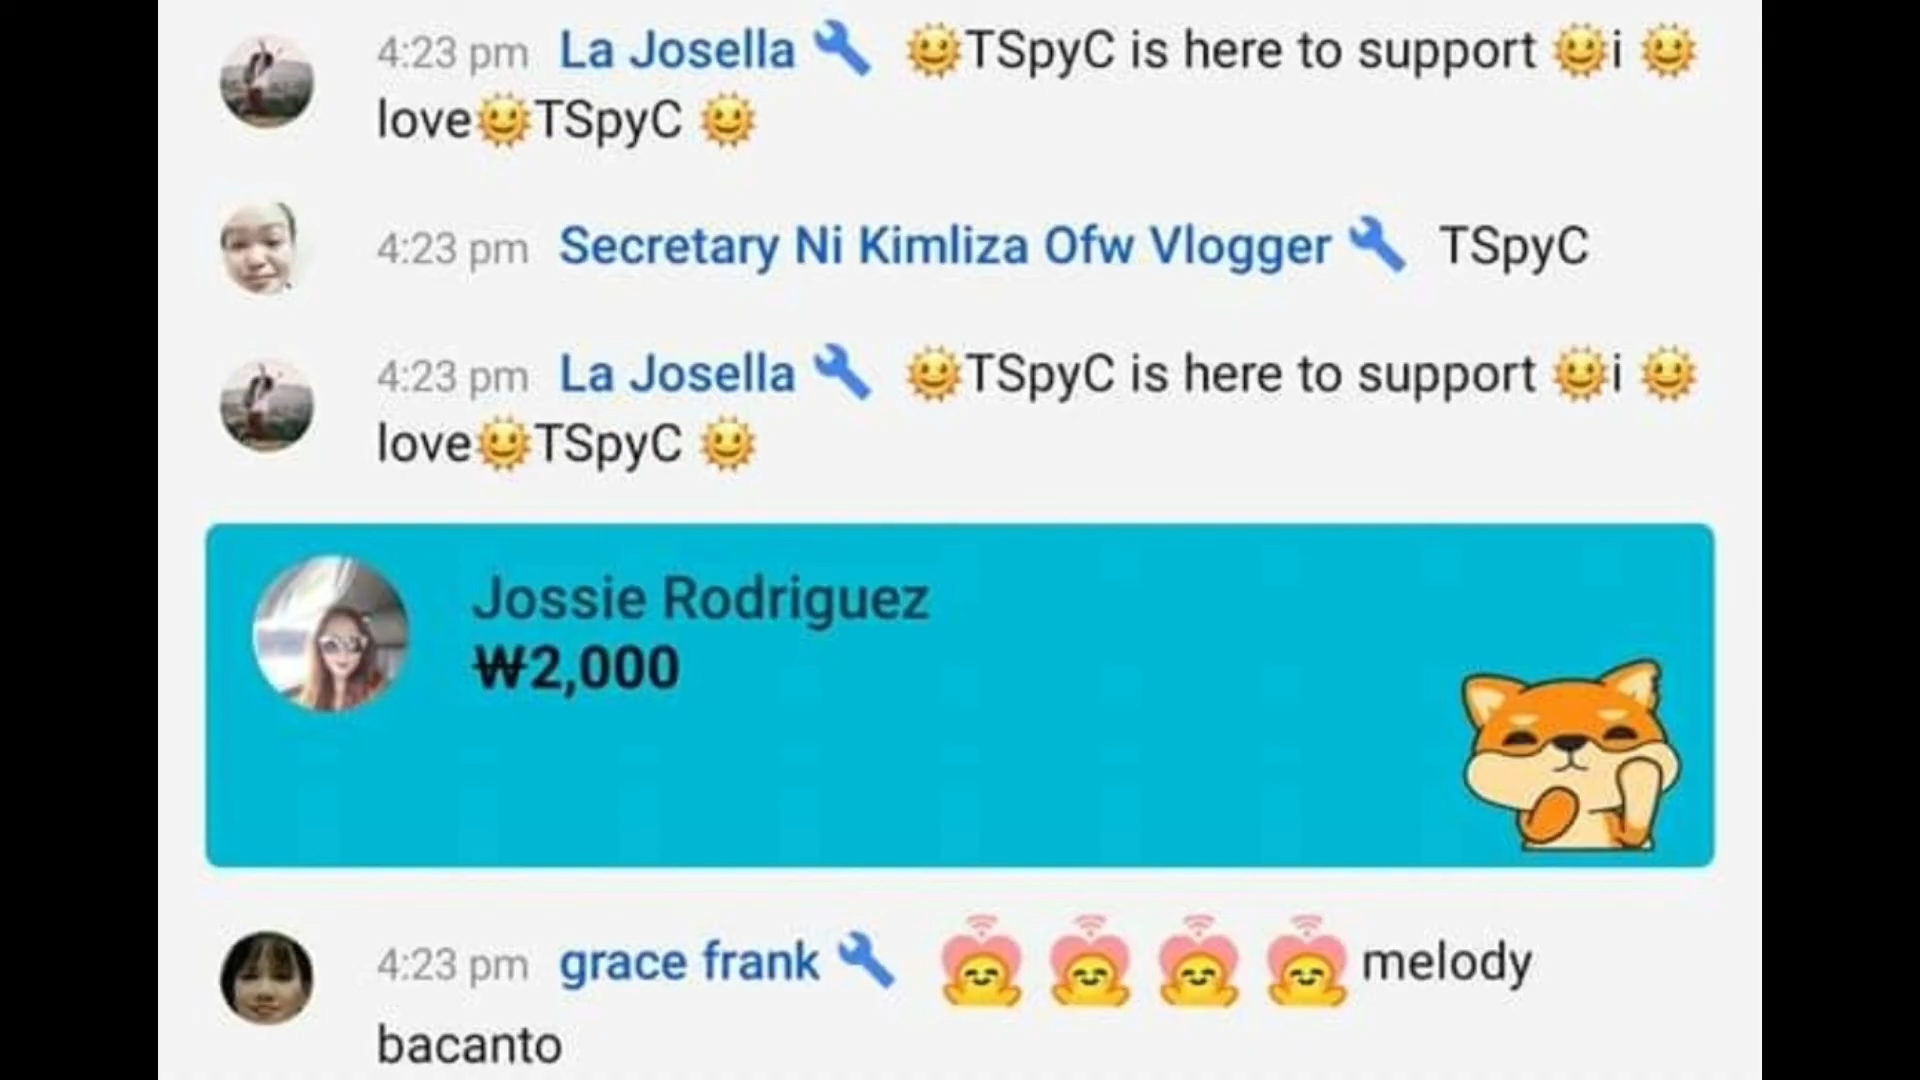 4:23 pm La Josella 🔧 🌞TSpyC is here to support 🌞i 🌞
love🌞TSpyC 🌞
4:23 pm Secretary Ni Kimliza Ofw Vlogger 🔧 TSpyC
4:23 pm La Josella 🔧 🌞TSpyC is here to support 🌞i 🌞
love🌞TSpyC 🌞
Jossie Rodriguez
₩2,000
4:23 pm grace frank 🔧 melody
bacanto